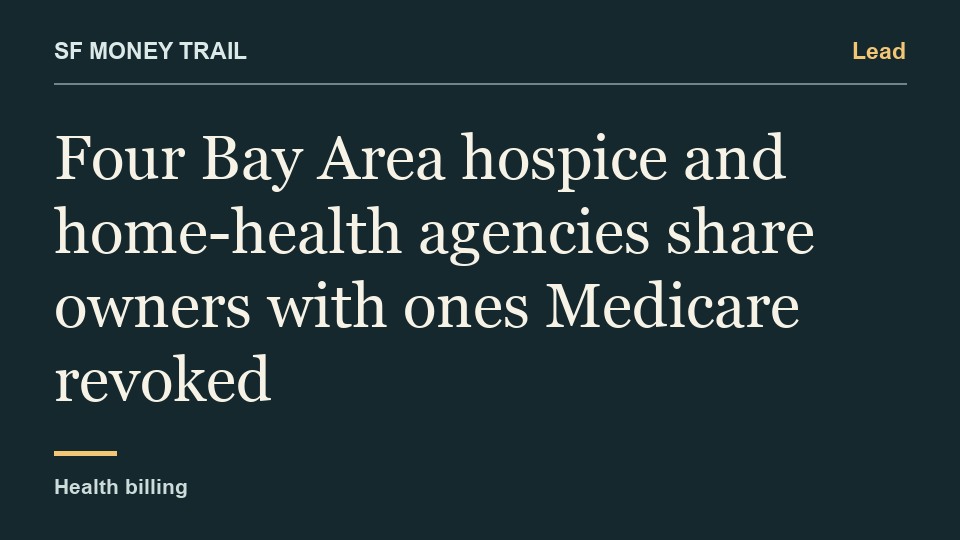 SF MONEY TRAIL
Lead
Four Bay Area hospice and
home-health agencies share
owners with ones Medicare
revoked
Health billing